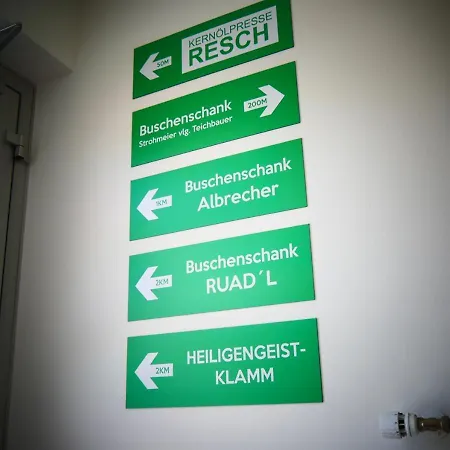 KERNÖLPRESSE
RESCH
50M
Buschenschank
Strohmeier vlg. Teichbauer
200M
Buschenschank
Albrecher
1KM
Buschenschank
RUAD´L
2KM
HEILIGENGEIST-
KLAMM
2KM